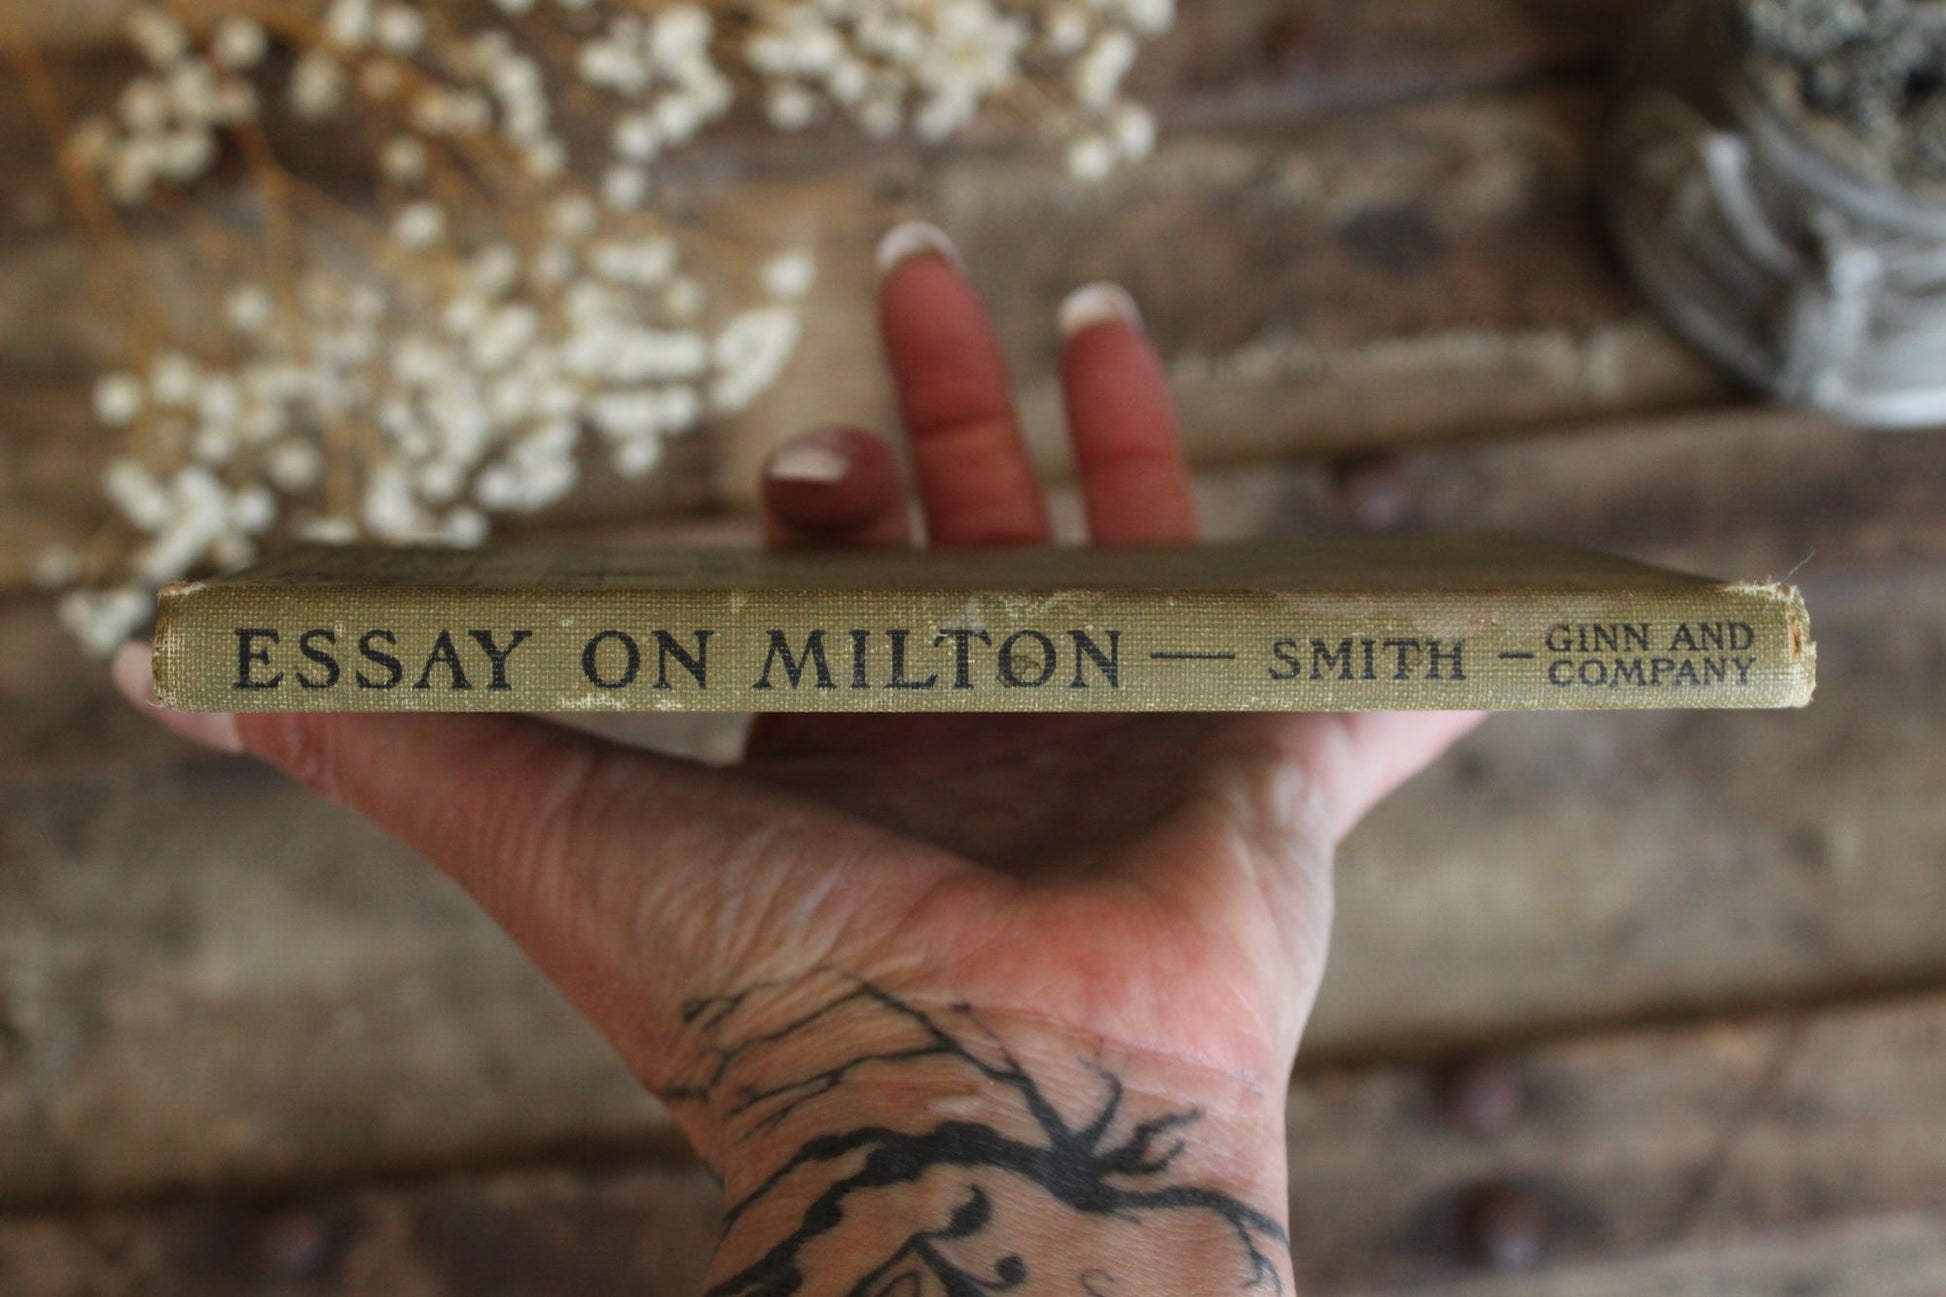 ESSAY ON MILTON — SMITH — GINN AND
COMPANY